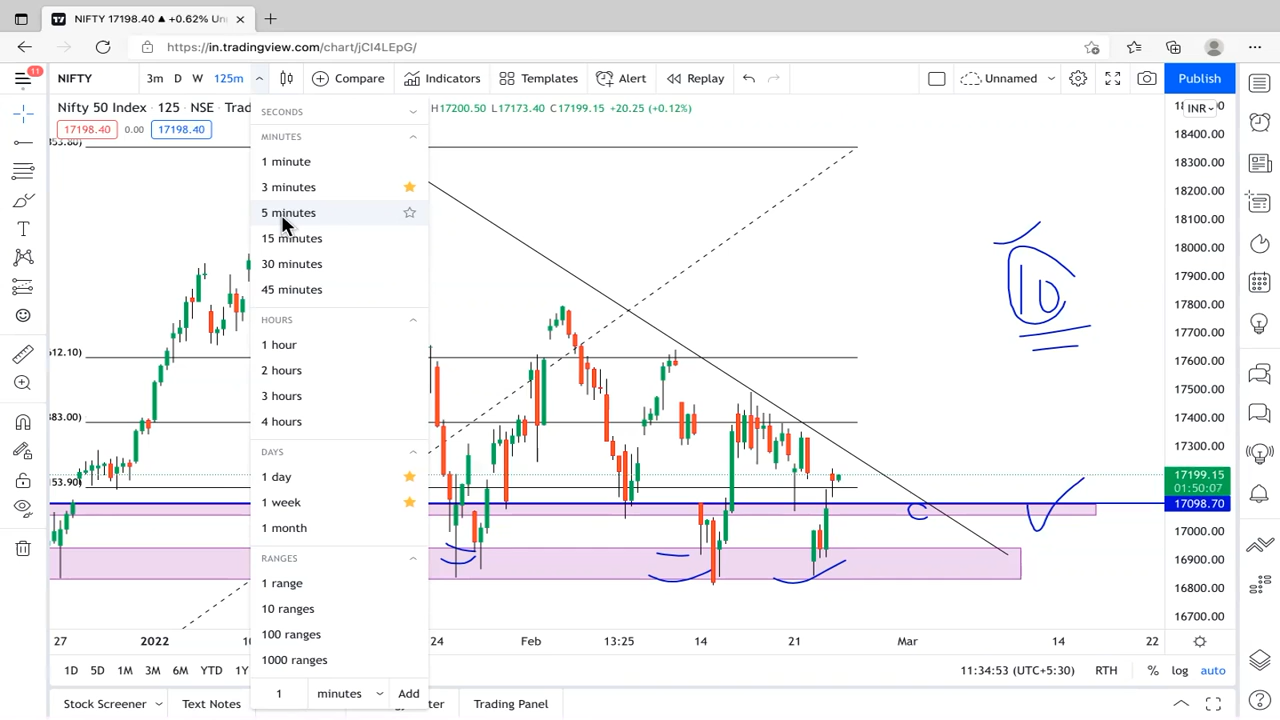 NIFTY 17198.40 ▲ +0.62% Un
https://in.tradingview.com/chart/jCI4LEpG/
11
NIFTY 3m D W 125m Compare Indicators Templates Alert Replay Unnamed Publish
Nifty 50 Index · 125 · NSE · Trad H17200.50 L17173.40 C17199.15 +20.25 (+0.12%)
17198.40 0.00 17198.40
INR
SECONDS
MINUTES
1 minute
3 minutes
5 minutes
15 minutes
30 minutes
45 minutes
HOURS
1 hour
2 hours
3 hours
4 hours
DAYS
1 day
1 week
1 month
RANGES
1 range
10 ranges
100 ranges
1000 ranges
1 minutes Add
10
18400.00
18300.00
18200.00
18100.00
18000.00
17900.00
17800.00
17700.00
17600.00
17500.00
17400.00
17300.00
17199.15
01:50:07
17098.70
17000.00
16900.00
16800.00
16700.00
27 2022 24 Feb 13:25 14 21 Mar 14 22
1D 5D 1M 3M 6M YTD 1Y 11:34:53 (UTC+5:30) RTH % log auto
Stock Screener Text Notes Trading Panel